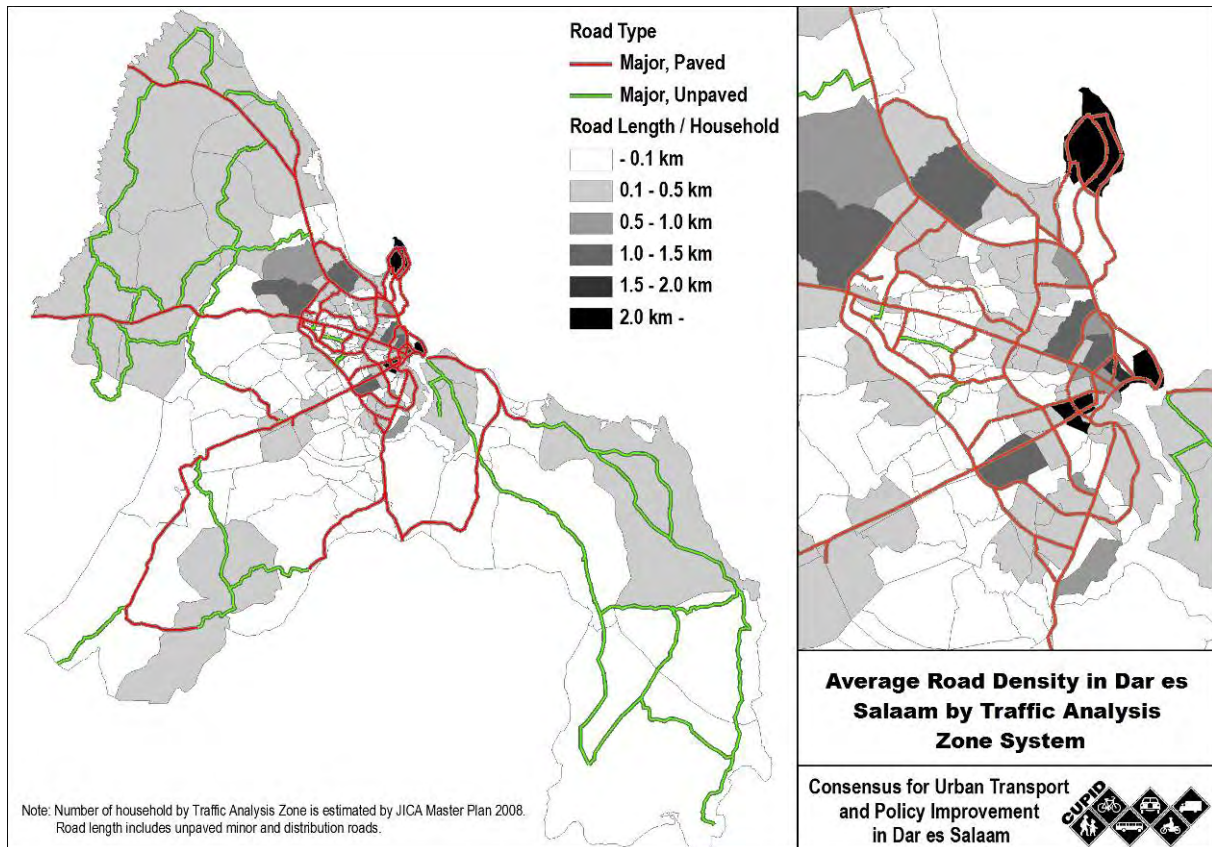 Road Type
Major, Paved
Major, Unpaved
Road Length / Household
- 0.1 km
0.1 - 0.5 km
0.5 - 1.0 km
1.0 - 1.5 km
1.5 - 2.0 km
2.0 km -
Note: Number of household by Traffic Analysis Zone is estimated by JICA Master Plan 2008.
Road length includes unpaved minor and distribution roads.
Average Road Density in Dar es
Salaam by Traffic Analysis
Zone System
Consensus for Urban Transport
and Policy Improvement
in Dar es Salaam
CUPID